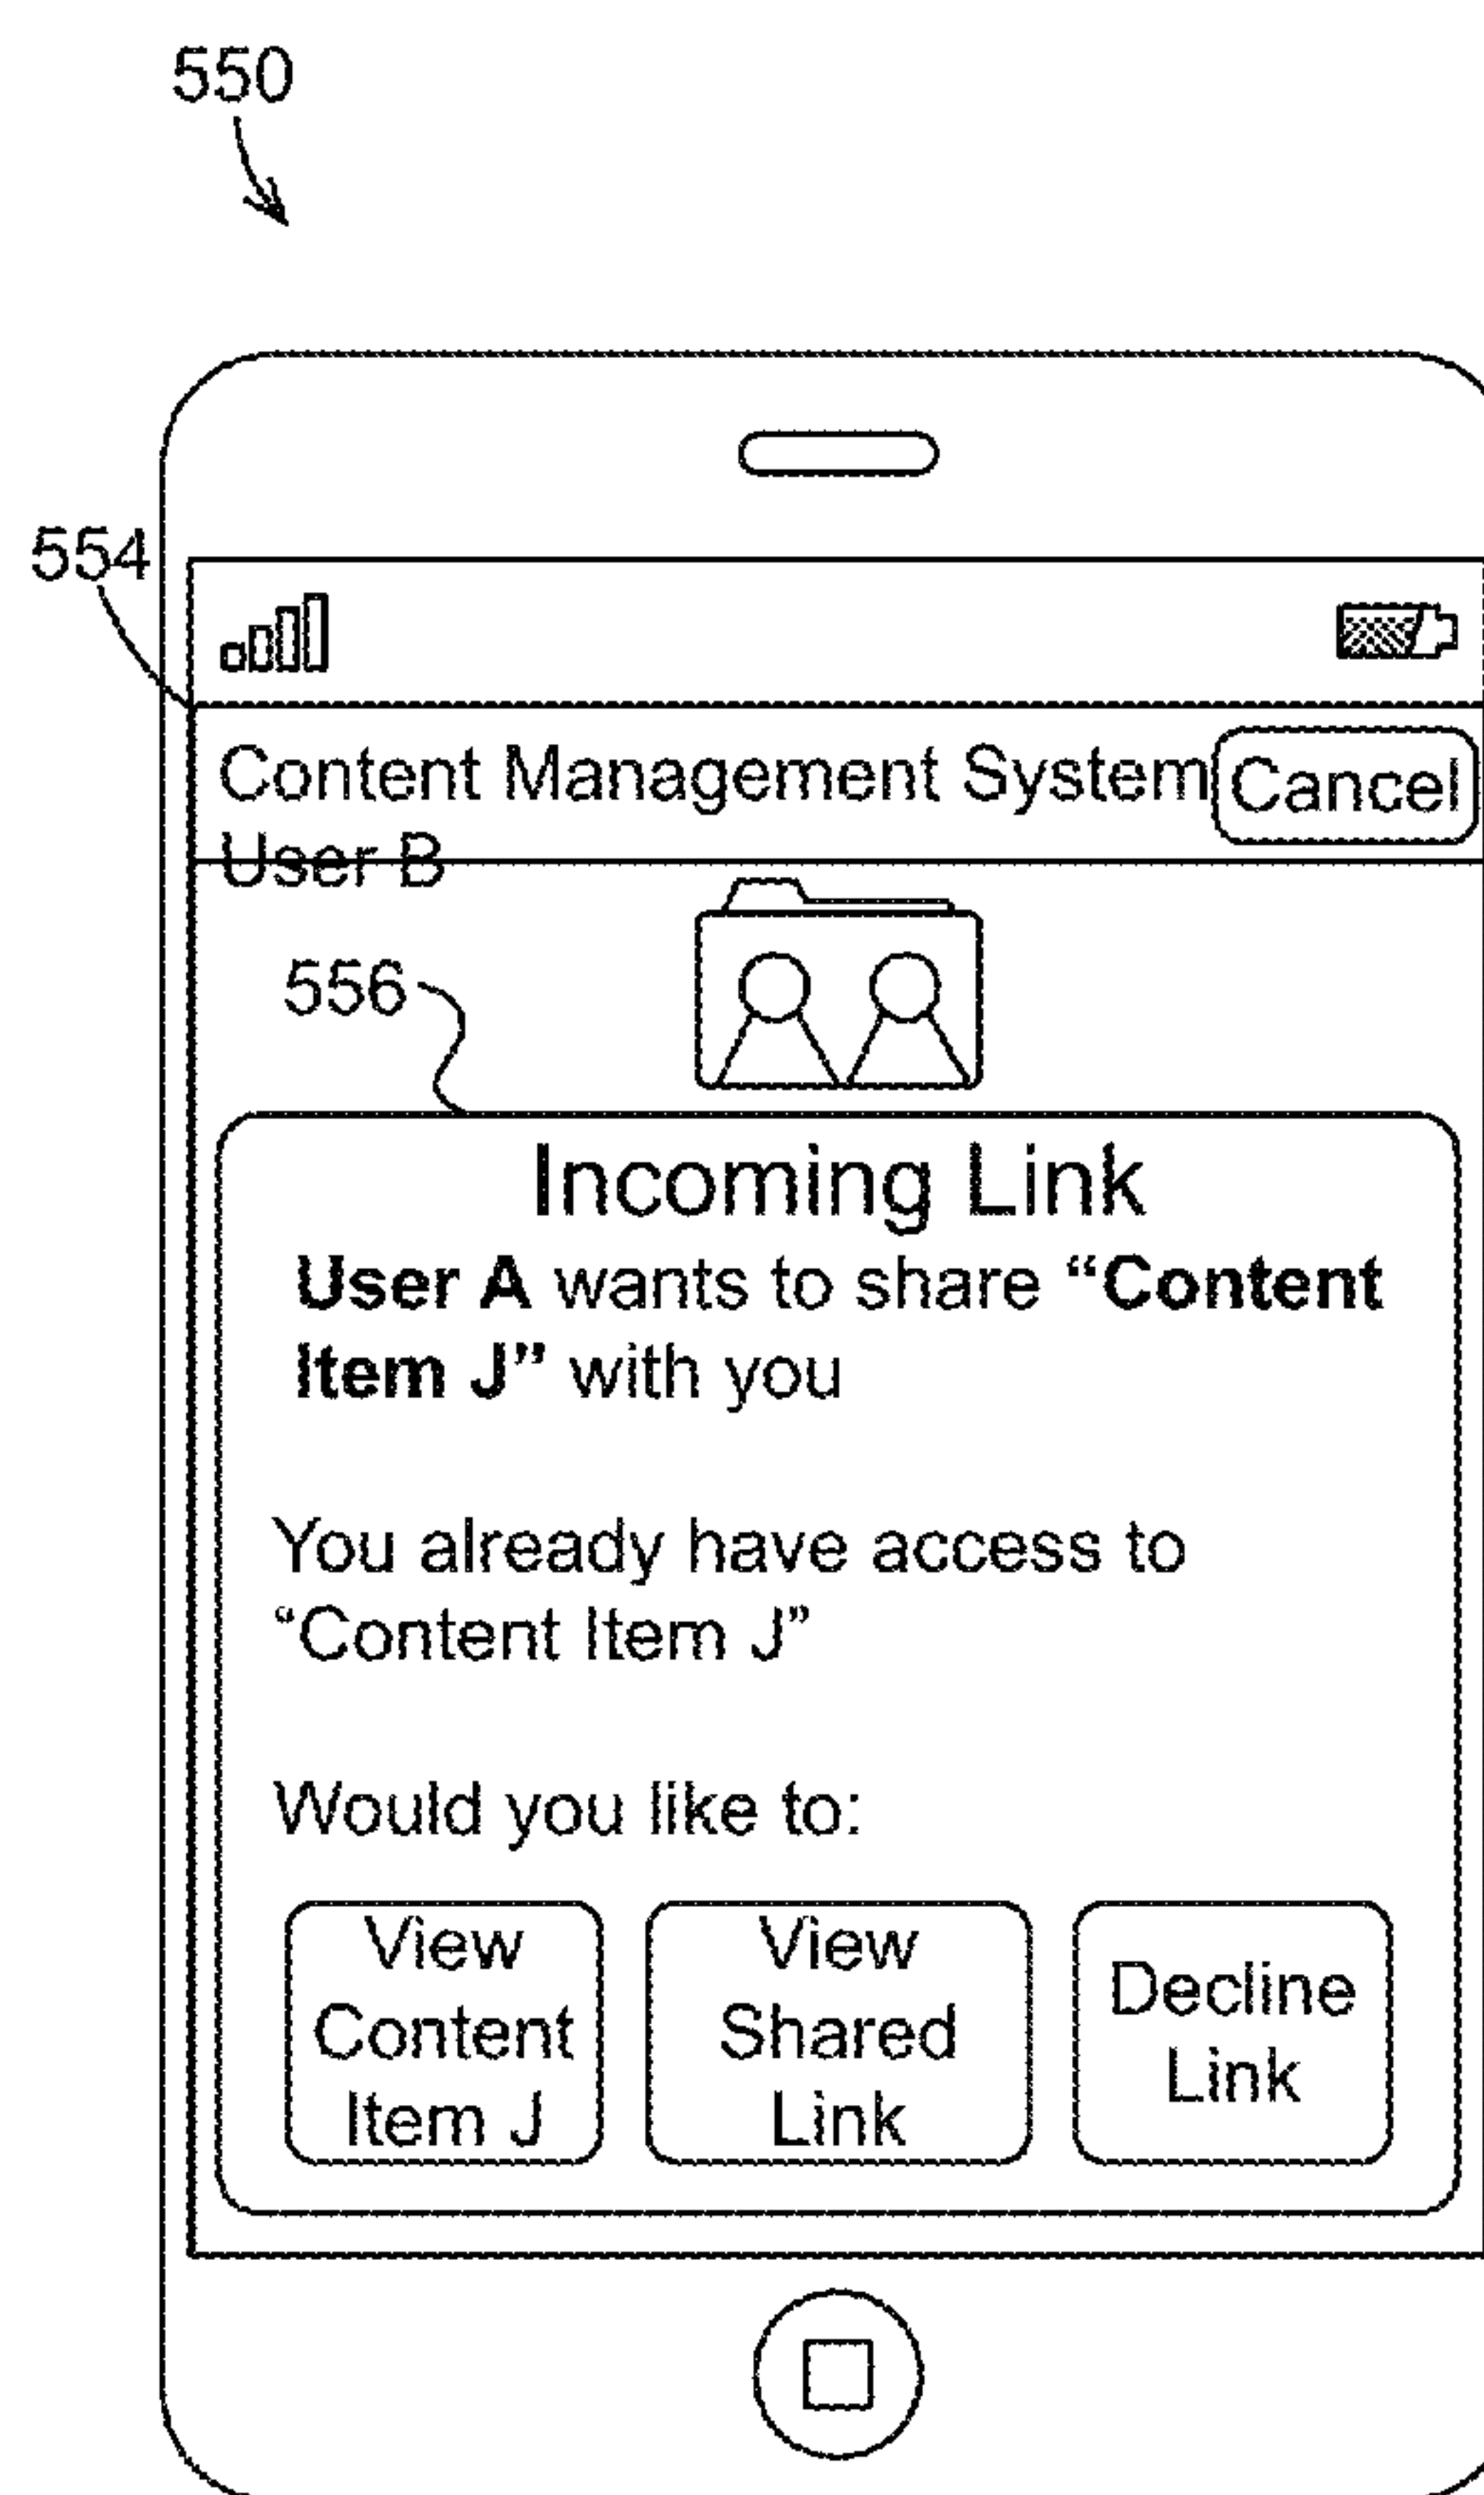 550
554
Content Management System Cancel
User B
556
Incoming Link
User A wants to share “Content
Item J” with you
You already have access to
“Content Item J”
Would you like to:
View
Content
Item J
View
Shared
Link
Decline
Link